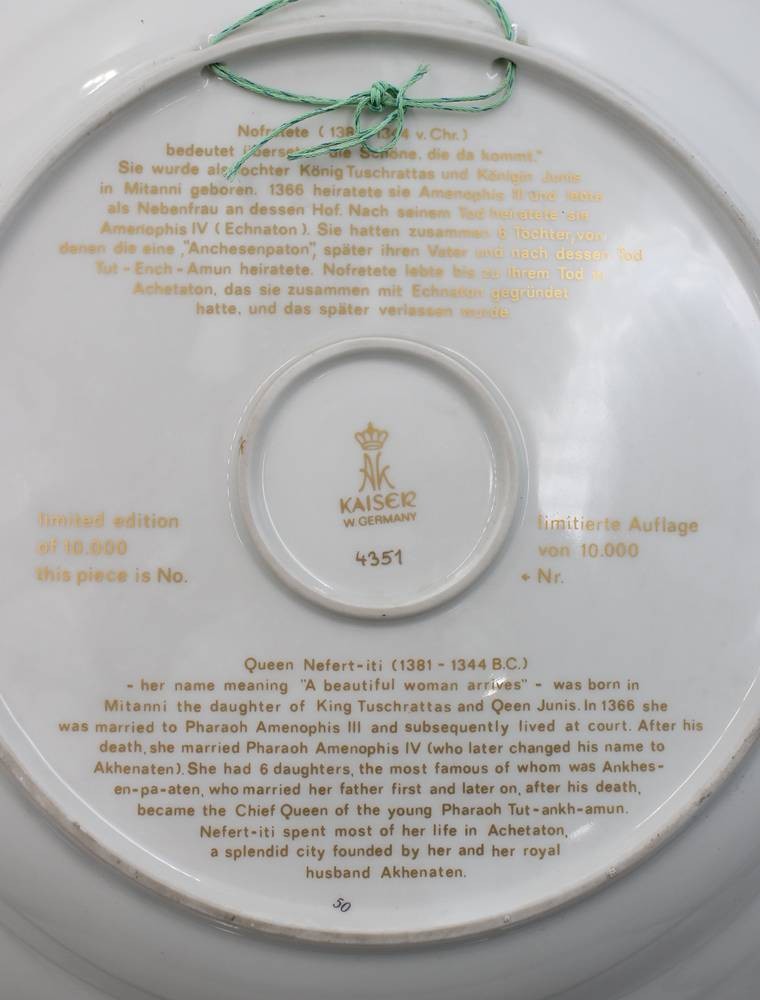 Nofretete (1381 - 1344 v. Chr.)
bedeutet übersetzt "die Schöne, die da kommt."
Sie wurde als Tochter König Tuschrattas und Königin Junis
in Mitanni geboren. 1366 heiratete sie Amenophis III und lebte
als Nebenfrau an dessen Hof. Nach seinem Tod heiratete sie
Amenophis IV (Echnaton). Sie hatten zusammen 6 Töchter, von
denen die eine „Anchesenpaton”, später ihren Vater und nach dessen Tod
Tut - Ench - Amun heiratete. Nofretete lebte bis zu ihrem Tod in
Achetaton, das sie zusammen mit Echnaton gegründet
hatte, und das später verlassen wurde.
AK
KAISER
W. GERMANY
4351
limited edition
of 10.000
this piece is No.
limitierte Auflage
von 10.000
← Nr.
Queen Nefert-iti (1381 - 1344 B.C.)
- her name meaning "A beautiful woman arrives" - was born in
Mitanni the daughter of King Tuschrattas and Qeen Junis. In 1366 she
was married to Pharaoh Amenophis III and subsequently lived at court. After his
death, she married Pharaoh Amenophis IV (who later changed his name to
Akhenaten). She had 6 daughters, the most famous of whom was Ankhes-
en-pa-aten, who married her father first and later on, after his death,
became the Chief Queen of the young Pharaoh Tut-ankh-amun.
Nefert-iti spent most of her life in Achetaton,
a splendid city founded by her and her royal
husband Akhenaten.
50